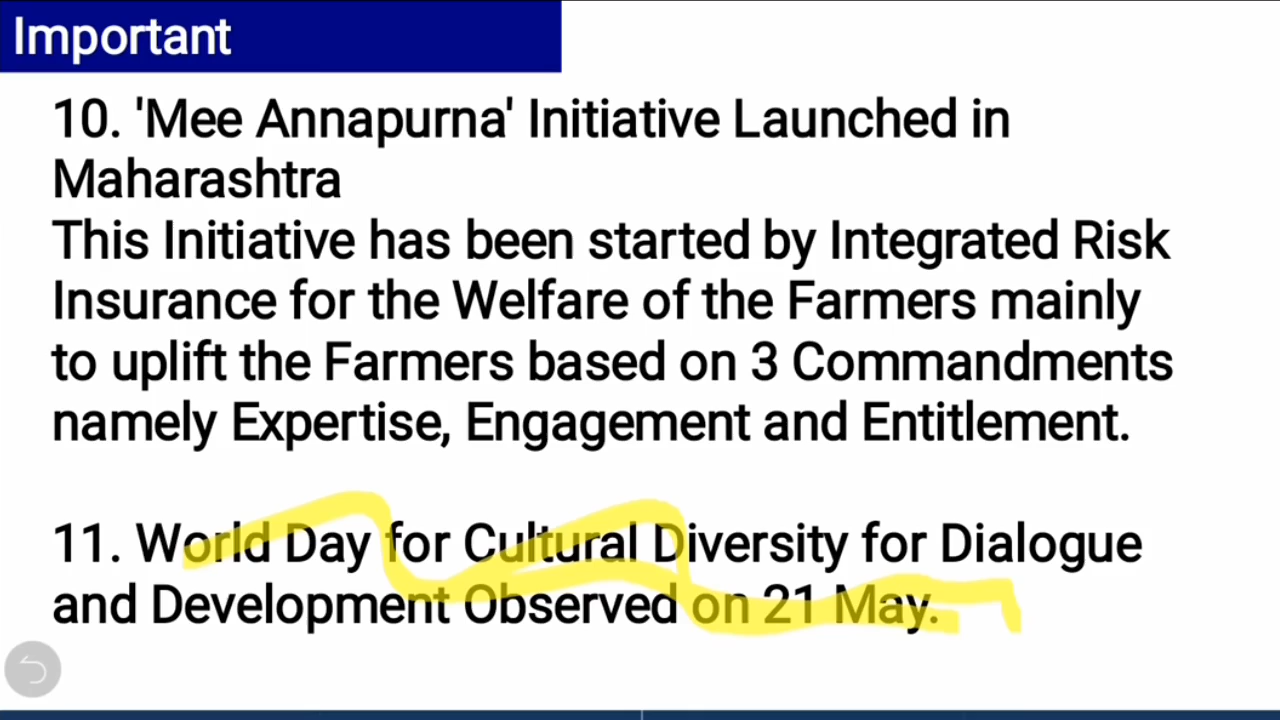 Important
10. 'Mee Annapurna' Initiative Launched in
Maharashtra
This Initiative has been started by Integrated Risk
Insurance for the Welfare of the Farmers mainly
to uplift the Farmers based on 3 Commandments
namely Expertise, Engagement and Entitlement.
11. World Day for Cultural Diversity for Dialogue
and Development Observed on 21 May.